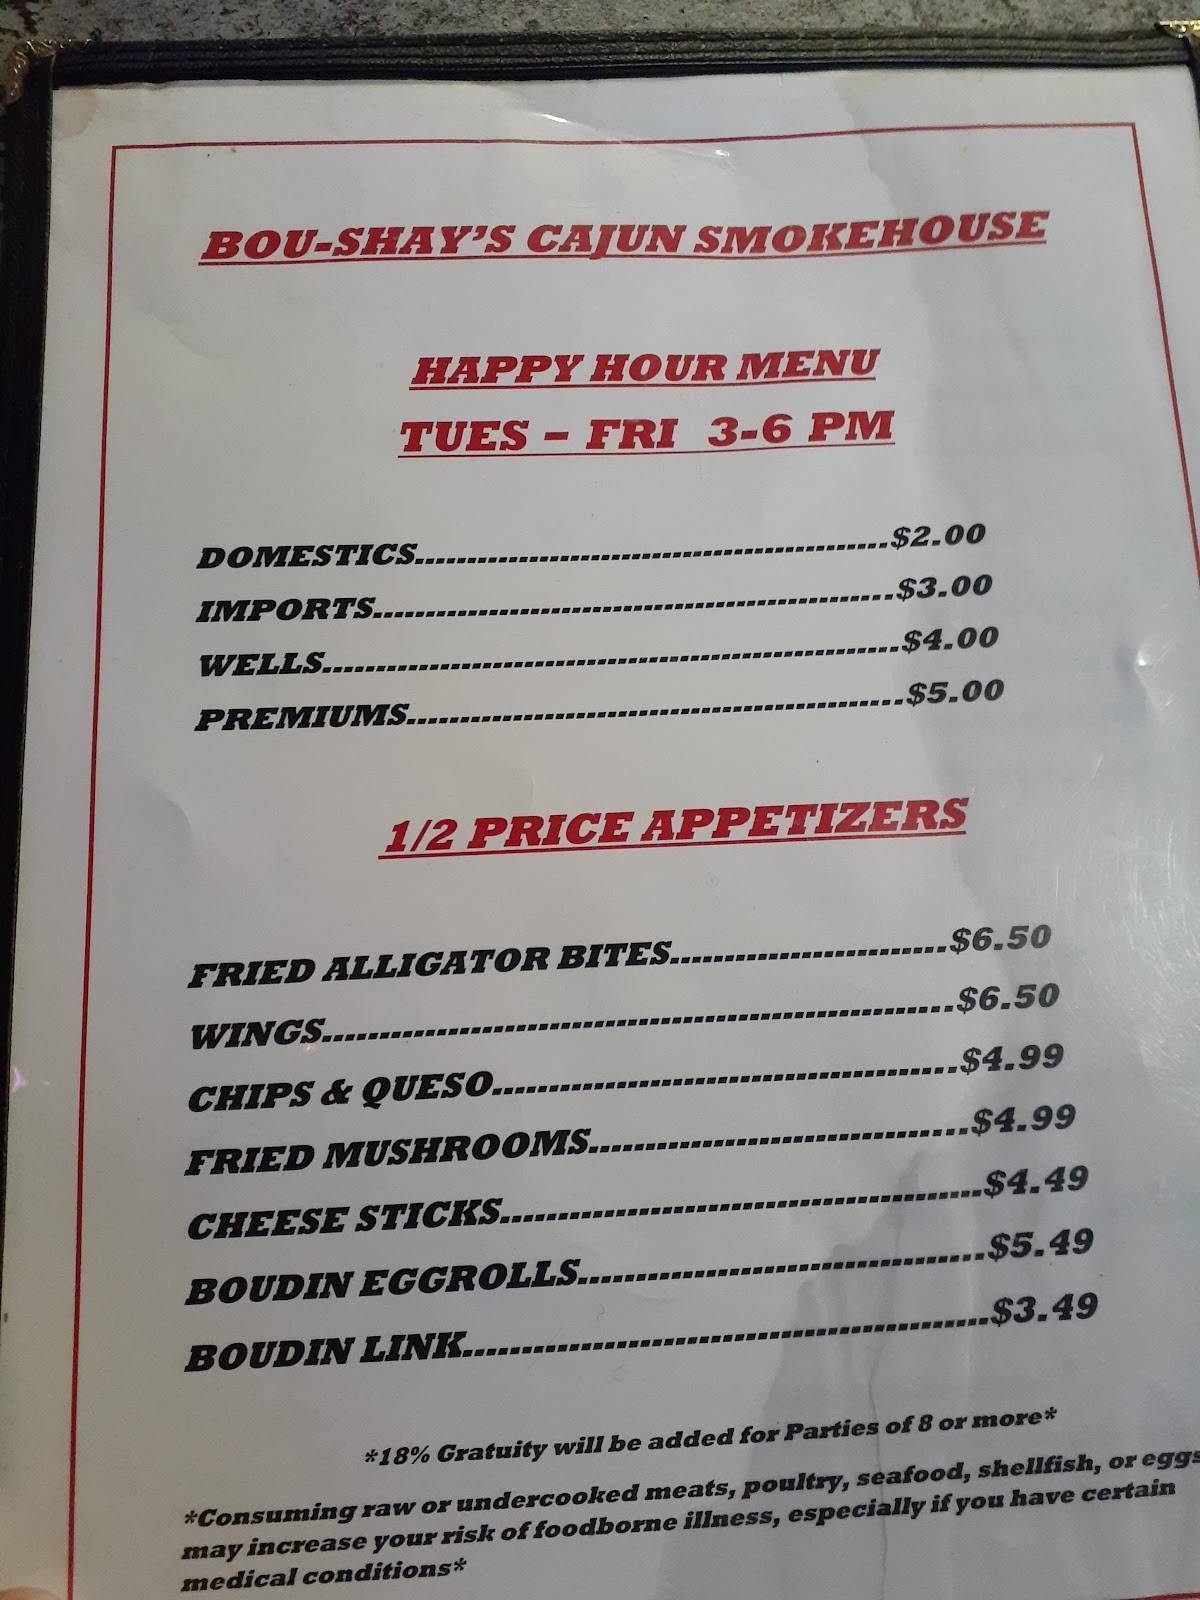 BOU-SHAY'S CAJUN SMOKEHOUSE
HAPPY HOUR MENU
TUES – FRI 3-6 PM
DOMESTICS.............................................$2.00
IMPORTS.................................................$3.00
WELLS......................................................$4.00
PREMIUMS...............................................$5.00
1/2 PRICE APPETIZERS
FRIED ALLIGATOR BITES.........................$6.50
WINGS........................................................$6.50
CHIPS & QUESO.........................................$4.99
FRIED MUSHROOMS.................................$4.99
CHEESE STICKS..........................................$4.49
BOUDIN EGGROLLS...................................$5.49
BOUDIN LINK..............................................$3.49
*18% Gratuity will be added for Parties of 8 or more*
*Consuming raw or undercooked meats, poultry, seafood, shellfish, or eggs
may increase your risk of foodborne illness, especially if you have certain
medical conditions*